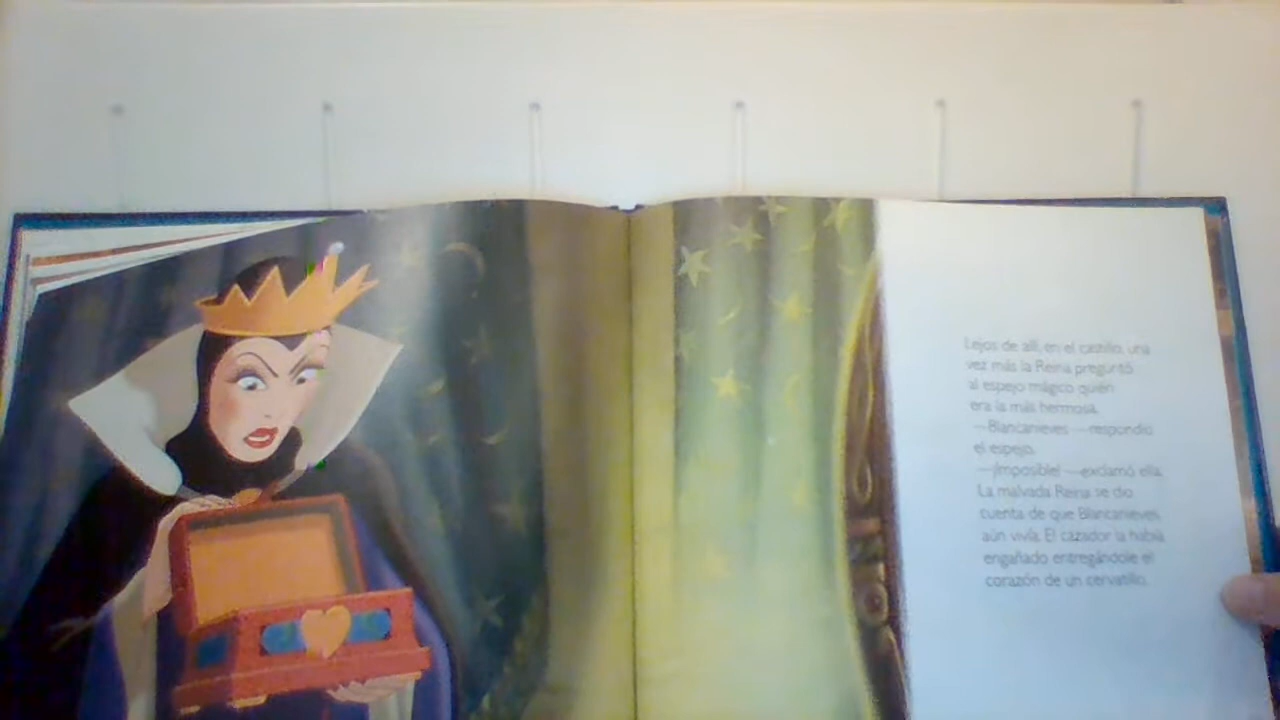 Lejos de allí, en el castillo, una
vez más la Reina preguntó
al espejo mágico quién
era la más hermosa.
—Blancanieves —respondió
el espejo.
—¡Imposible! —exclamó ella.
La malvada Reina se dio
cuenta de que Blancanieves
aún vivía. El cazador la había
engañado entregándole el
corazón de un cervatillo.